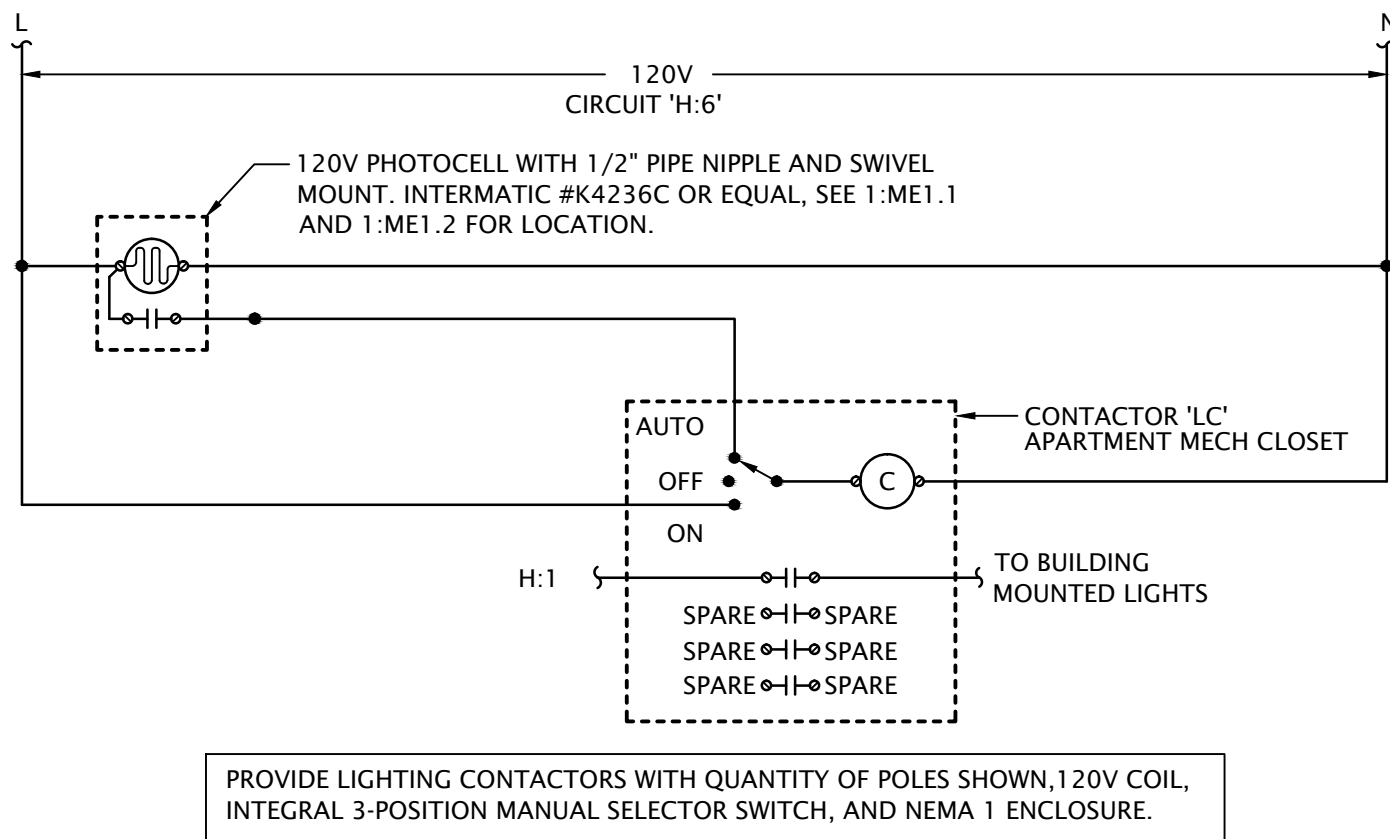 L
N
120V
CIRCUIT 'H:6'
120V PHOTOCELL WITH 1/2" PIPE NIPPLE AND SWIVEL
MOUNT. INTERMATIC #K4236C OR EQUAL, SEE 1:ME1.1
AND 1:ME1.2 FOR LOCATION.
AUTO
CONTACTOR 'LC'
APARTMENT MECH CLOSET
OFF
C
ON
H:1
TO BUILDING
MOUNTED LIGHTS
SPARE SPARE
SPARE SPARE
SPARE SPARE
PROVIDE LIGHTING CONTACTORS WITH QUANTITY OF POLES SHOWN,120V COIL,
INTEGRAL 3-POSITION MANUAL SELECTOR SWITCH, AND NEMA 1 ENCLOSURE.